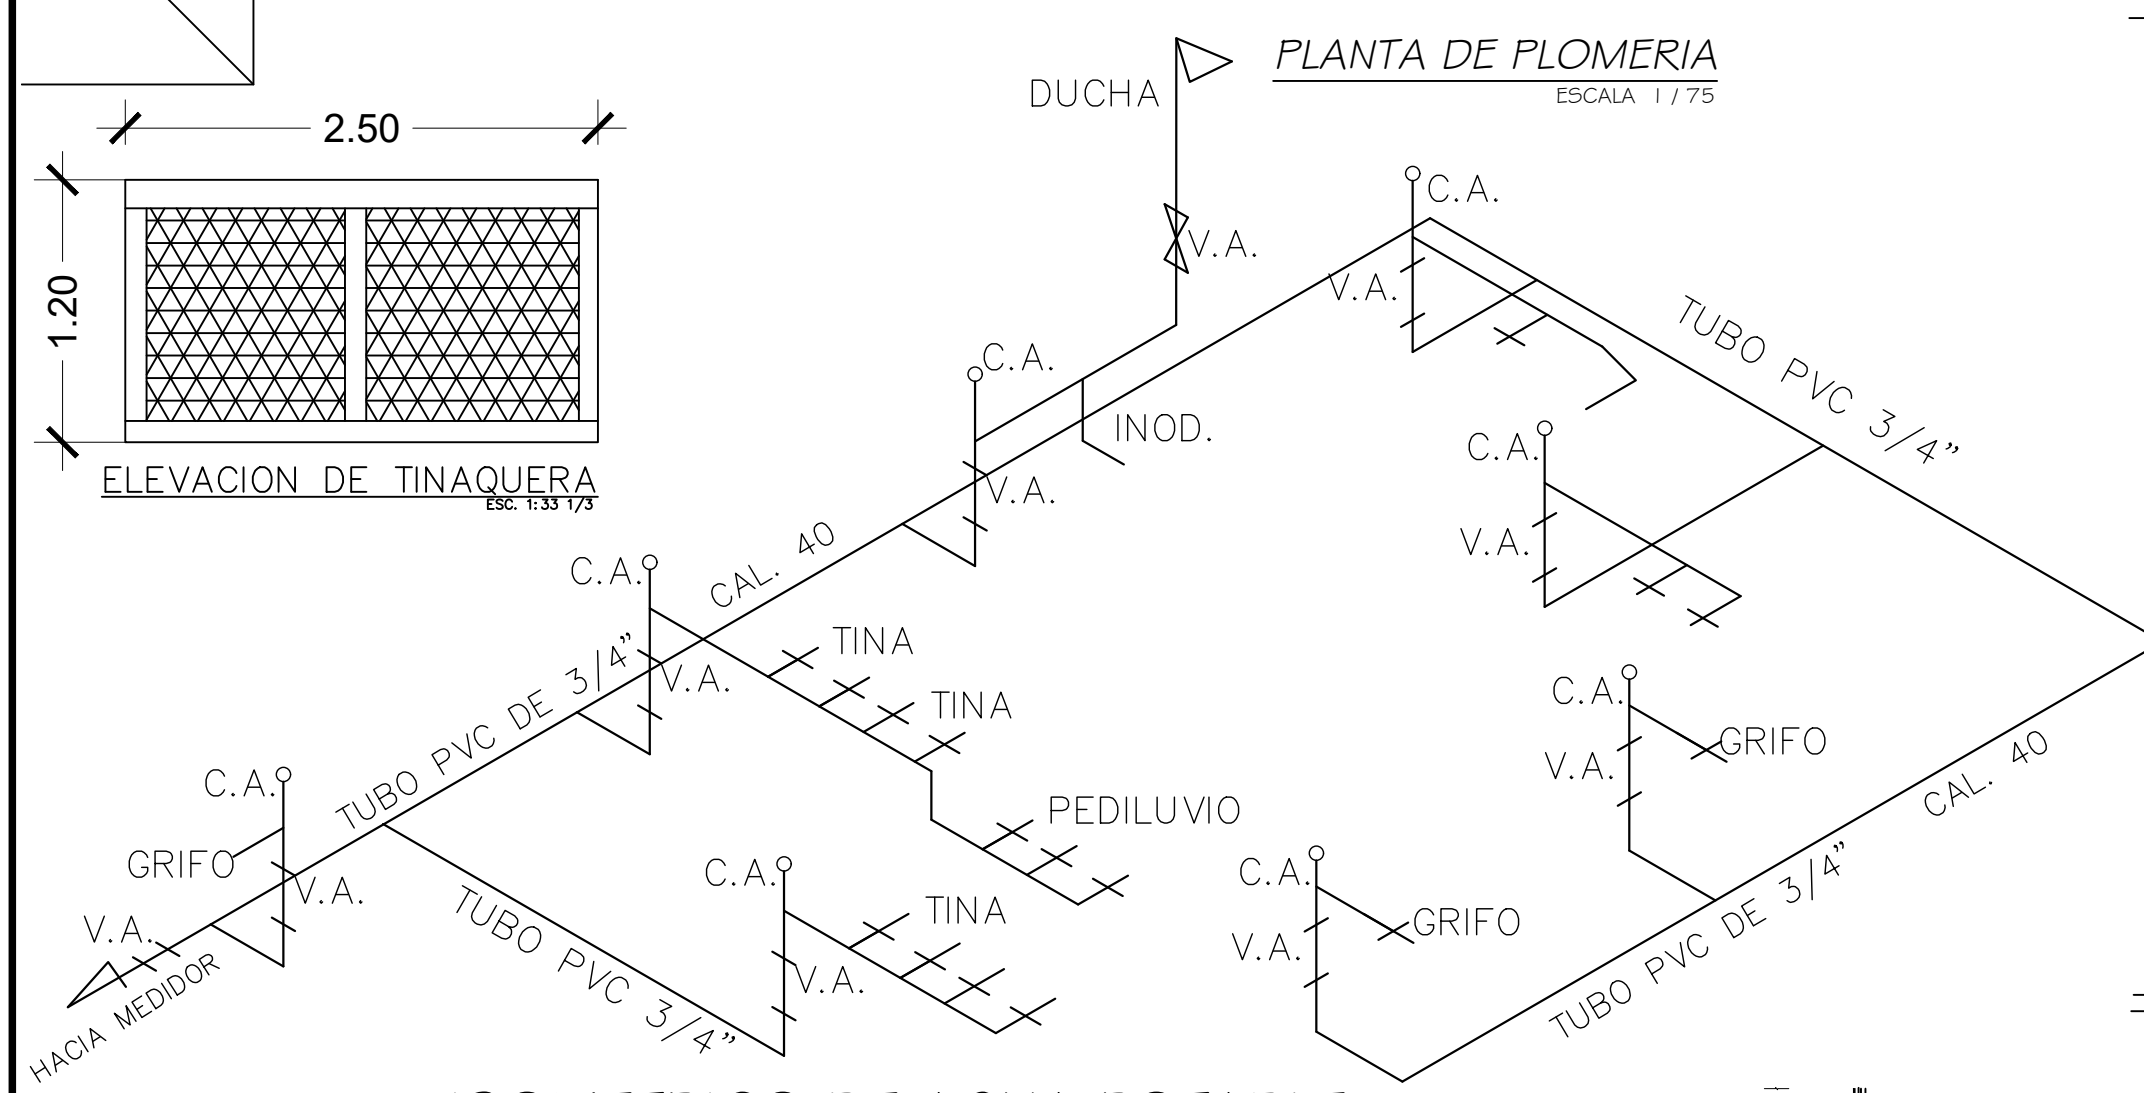 PLANTA DE PLOMERIA
ESCALA 1 / 75
DUCHA
2.50
1.20
ELEVACION DE TINAQUERA
ESC. 1:33 1/3
C.A.
V.A.
V.A.
TUBO PVC 3/4"
C.A.
INOD.
V.A.
C.A.
V.A.
CAL. 40
C.A.
V.A.
TUBO PVC DE 3/4"
TINA
TINA
C.A.
GRIFO
V.A.
CAL. 40
C.A.
GRIFO
V.A.
V.A.
HACIA MEDIDOR
PEDILUVIO
C.A.
TINA
V.A.
TUBO PVC 3/4"
C.A.
GRIFO
V.A.
TUBO PVC DE 3/4"